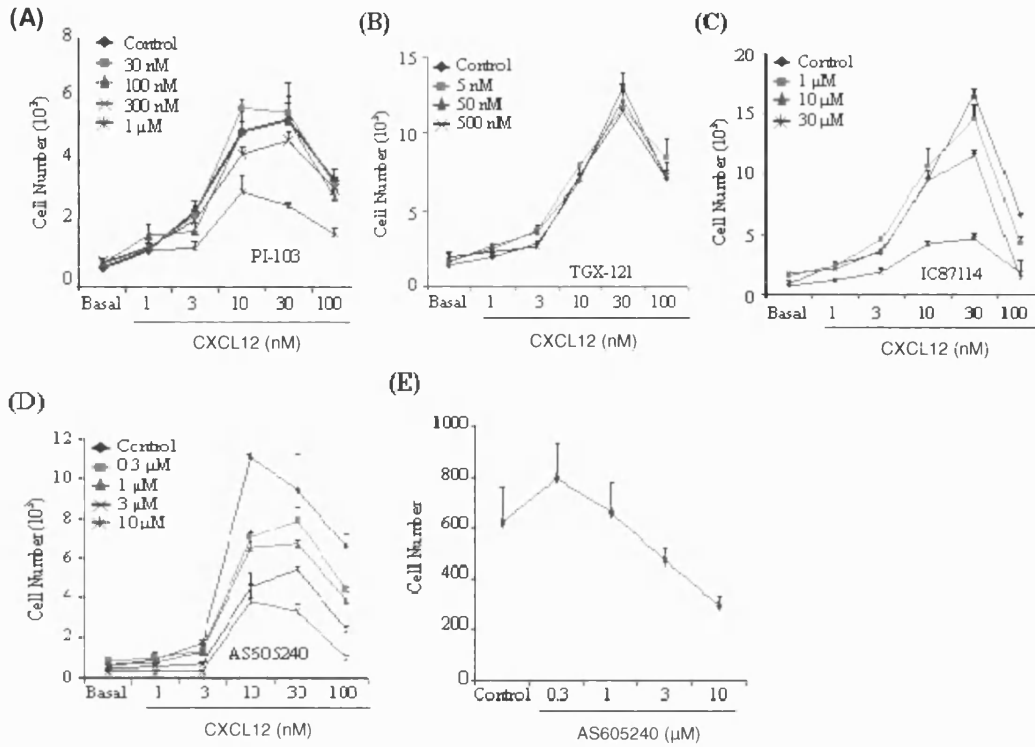 (A)
Control
30 nM
100 nM
300 nM
1 µM
8
6
4
2
0
Cell Number (10³)
PI-103
Basal 1 3 10 30 100
CXCL12 (nM)
(B)
Control
5 nM
50 nM
500 nM
15
10
5
0
Cell Number (10³)
TGX-121
Basal 1 3 10 30 100
CXCL12 (nM)
(C)
Control
1 µM
10 µM
30 µM
20
15
10
5
0
Cell Number (10³)
IC87114
Basal 1 3 10 30 100
CXCL12 (nM)
(D)
Control
0.3 µM
1 µM
3 µM
10 µM
12
10
8
6
4
2
0
Cell Number (10³)
AS605240
Basal 1 3 10 30 100
CXCL12 (nM)
(E)
1000
800
600
400
200
0
Cell Number
Control 0.3 1 3 10
AS605240 (µM)